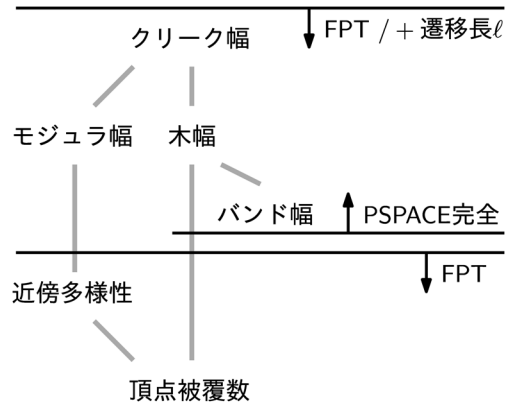 クリーク幅
FPT / + 遷移長ℓ
モジュラ幅
木幅
バンド幅
PSPACE完全
近傍多様性
FPT
頂点被覆数